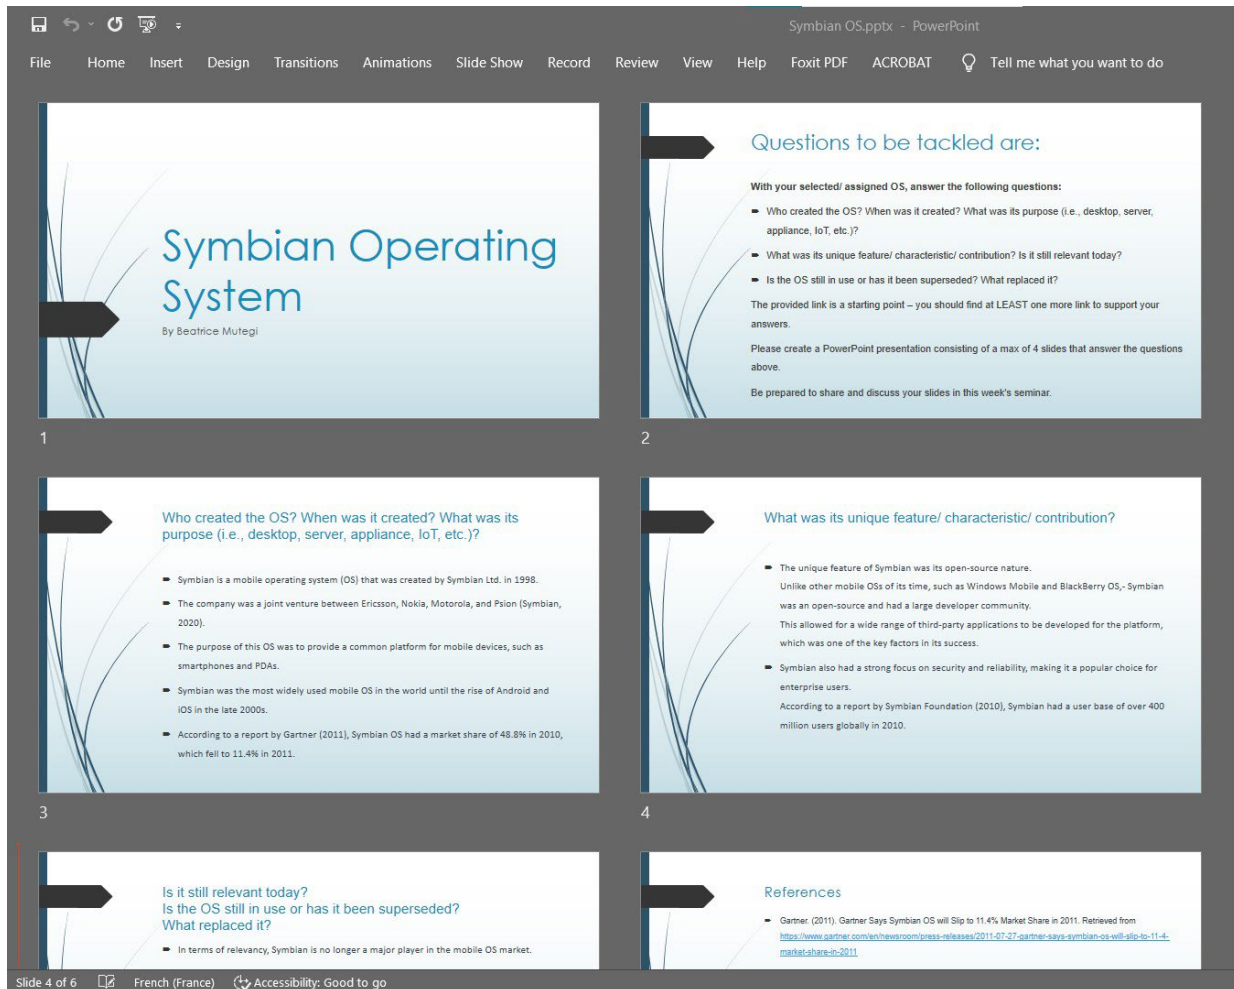 Symbian OS.pptx - PowerPoint
File Home Insert Design Transitions Animations Slide Show Record Review View Help Foxit PDF ACROBAT Tell me what you want to do
Symbian Operating
System
By Beatrice Mutegi
1
Questions to be tackled are:
With your selected/ assigned OS, answer the following questions:
Who created the OS? When was it created? What was its purpose (i.e., desktop, server,
appliance, IoT, etc.)?
What was its unique feature/ characteristic/ contribution? Is it still relevant today?
Is the OS still in use or has it been superseded? What replaced it?
The provided link is a starting point – you should find at LEAST one more link to support your
answers.
Please create a PowerPoint presentation consisting of a max of 4 slides that answer the questions
above.
Be prepared to share and discuss your slides in this week's seminar.
2
Who created the OS? When was it created? What was its
purpose (i.e., desktop, server, appliance, IoT, etc.)?
Symbian is a mobile operating system (OS) that was created by Symbian Ltd. in 1998.
The company was a joint venture between Ericsson, Nokia, Motorola, and Psion (Symbian,
2020).
The purpose of this OS was to provide a common platform for mobile devices, such as
smartphones and PDAs.
Symbian was the most widely used mobile OS in the world until the rise of Android and
iOS in the late 2000s.
According to a report by Gartner (2011), Symbian OS had a market share of 48.8% in 2010,
which fell to 11.4% in 2011.
3
What was its unique feature/ characteristic/ contribution?
The unique feature of Symbian was its open-source nature.
Unlike other mobile OSs of its time, such as Windows Mobile and BlackBerry OS,- Symbian
was an open-source and had a large developer community.
This allowed for a wide range of third-party applications to be developed for the platform,
which was one of the key factors in its success.
Symbian also had a strong focus on security and reliability, making it a popular choice for
enterprise users.
According to a report by Symbian Foundation (2010), Symbian had a user base of over 400
million users globally in 2010.
4
Is it still relevant today?
Is the OS still in use or has it been superseded?
What replaced it?
In terms of relevancy, Symbian is no longer a major player in the mobile OS market.
References
Gartner. (2011). Gartner Says Symbian OS will Slip to 11.4% Market Share in 2011. Retrieved from
https://www.gartner.com/en/newsroom/press-releases/2011-07-27-gartner-says-symbian-os-will-slip-to-11-4-
market-share-in-2011
Slide 4 of 6 French (France) Accessibility: Good to go